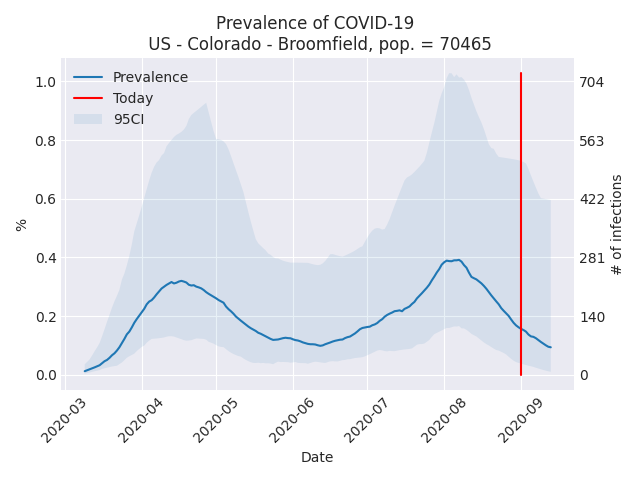 Prevalence of COVID-19
US - Colorado - Broomfield, pop. = 70465
Prevalence
Today
95CI
1.0
0.8
0.6
0.4
0.2
0.0
%
704
563
422
281
140
0
# of infections
2020-03
2020-04
2020-05
2020-06
2020-07
2020-08
2020-09
Date